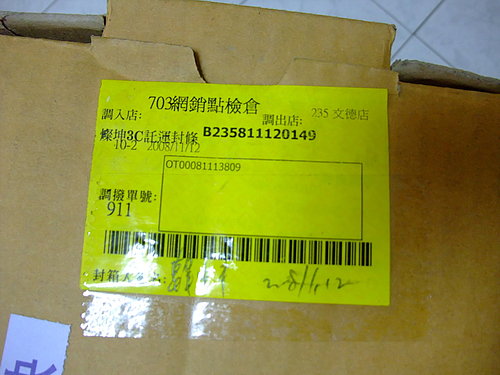 703網銷點檢倉
調入店:
調出店:
235 文德店
燦坤3C託運封條 B235811120149
10-2 2008/11/12
OT00081113809
調撥單號:
911
封箱人